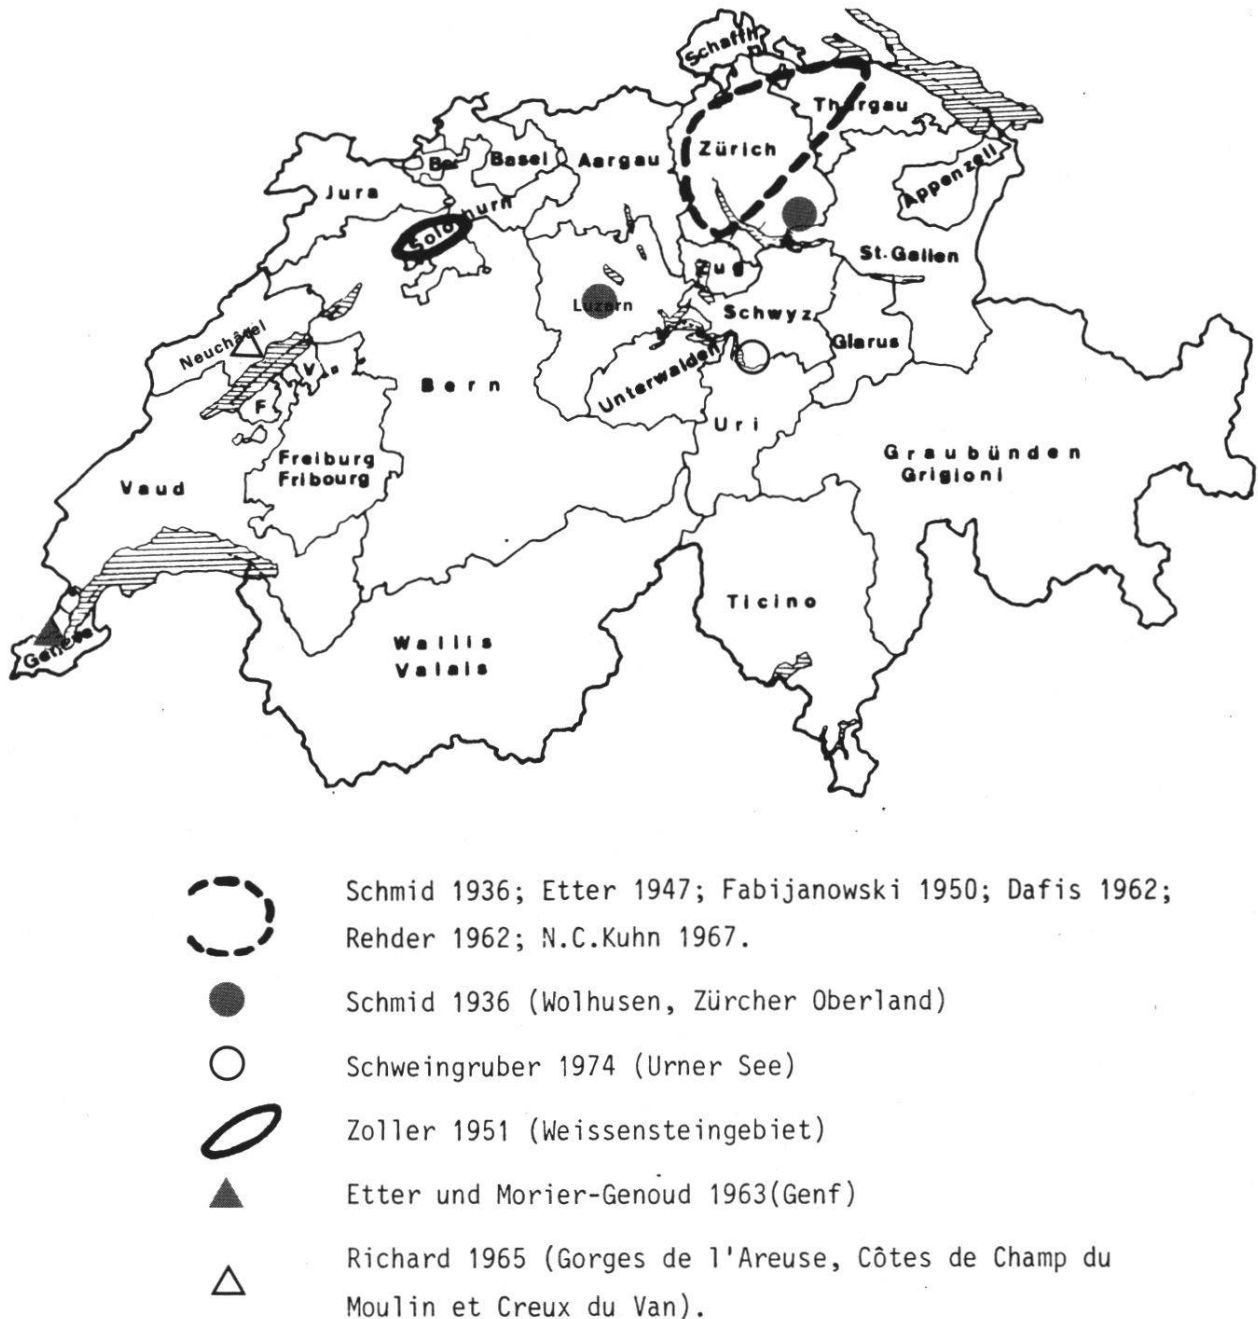 Schaffh
Thurgau
Zürich
Basel
Aargau
Jura
Appenzell
Solothurn
St.Gallen
Zug
Luzern
Schwyz
Neuchâtel
Glarus
Unterwalden
V
Bern
F
Uri
Freiburg
Fribourg
Graubünden
Grigioni
Vaud
Ticino
Wallis
Valais
Genève
Schmid 1936; Etter 1947; Fabijanowski 1950; Dafis 1962;
Rehder 1962; N.C.Kuhn 1967.
Schmid 1936 (Wolhusen, Zürcher Oberland)
Schweingruber 1974 (Urner See)
Zoller 1951 (Weissensteingebiet)
Etter und Morier-Genoud 1963(Genf)
Richard 1965 (Gorges de l'Areuse, Côtes de Champ du
Moulin et Creux du Van).